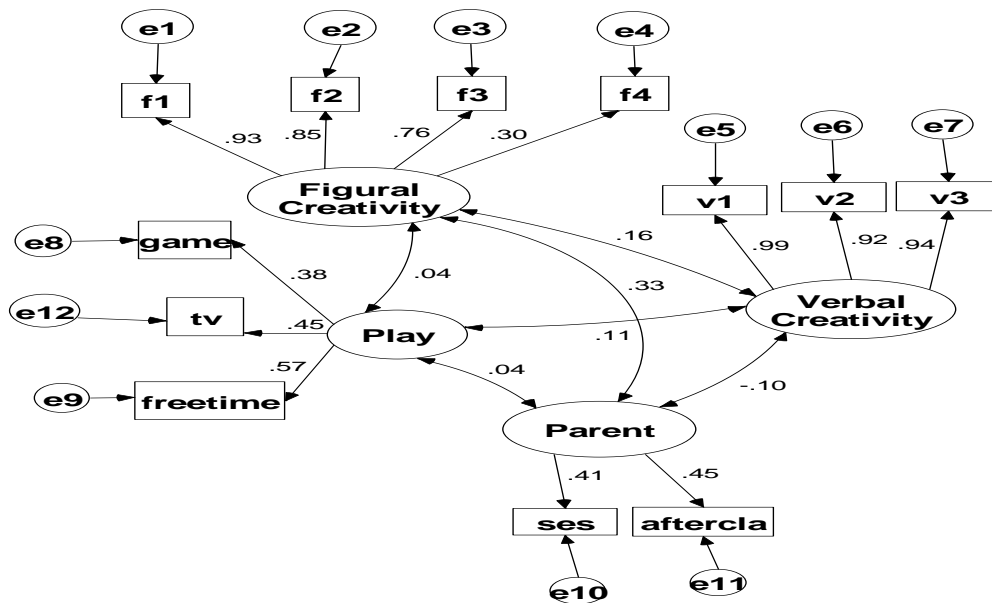 e1
e2
e3
e4
f1
f2
f3
f4
e5
e6
e7
.93
.85
.76
.30
Figural
Creativity
v1
v2
v3
e8
game
.16
.99
.92
.94
.38
.04
.33
e12
tv
.45
Play
Verbal
Creativity
.11
.57
.04
-.10
e9
freetime
Parent
.41
.45
ses
aftercla
e10
e11